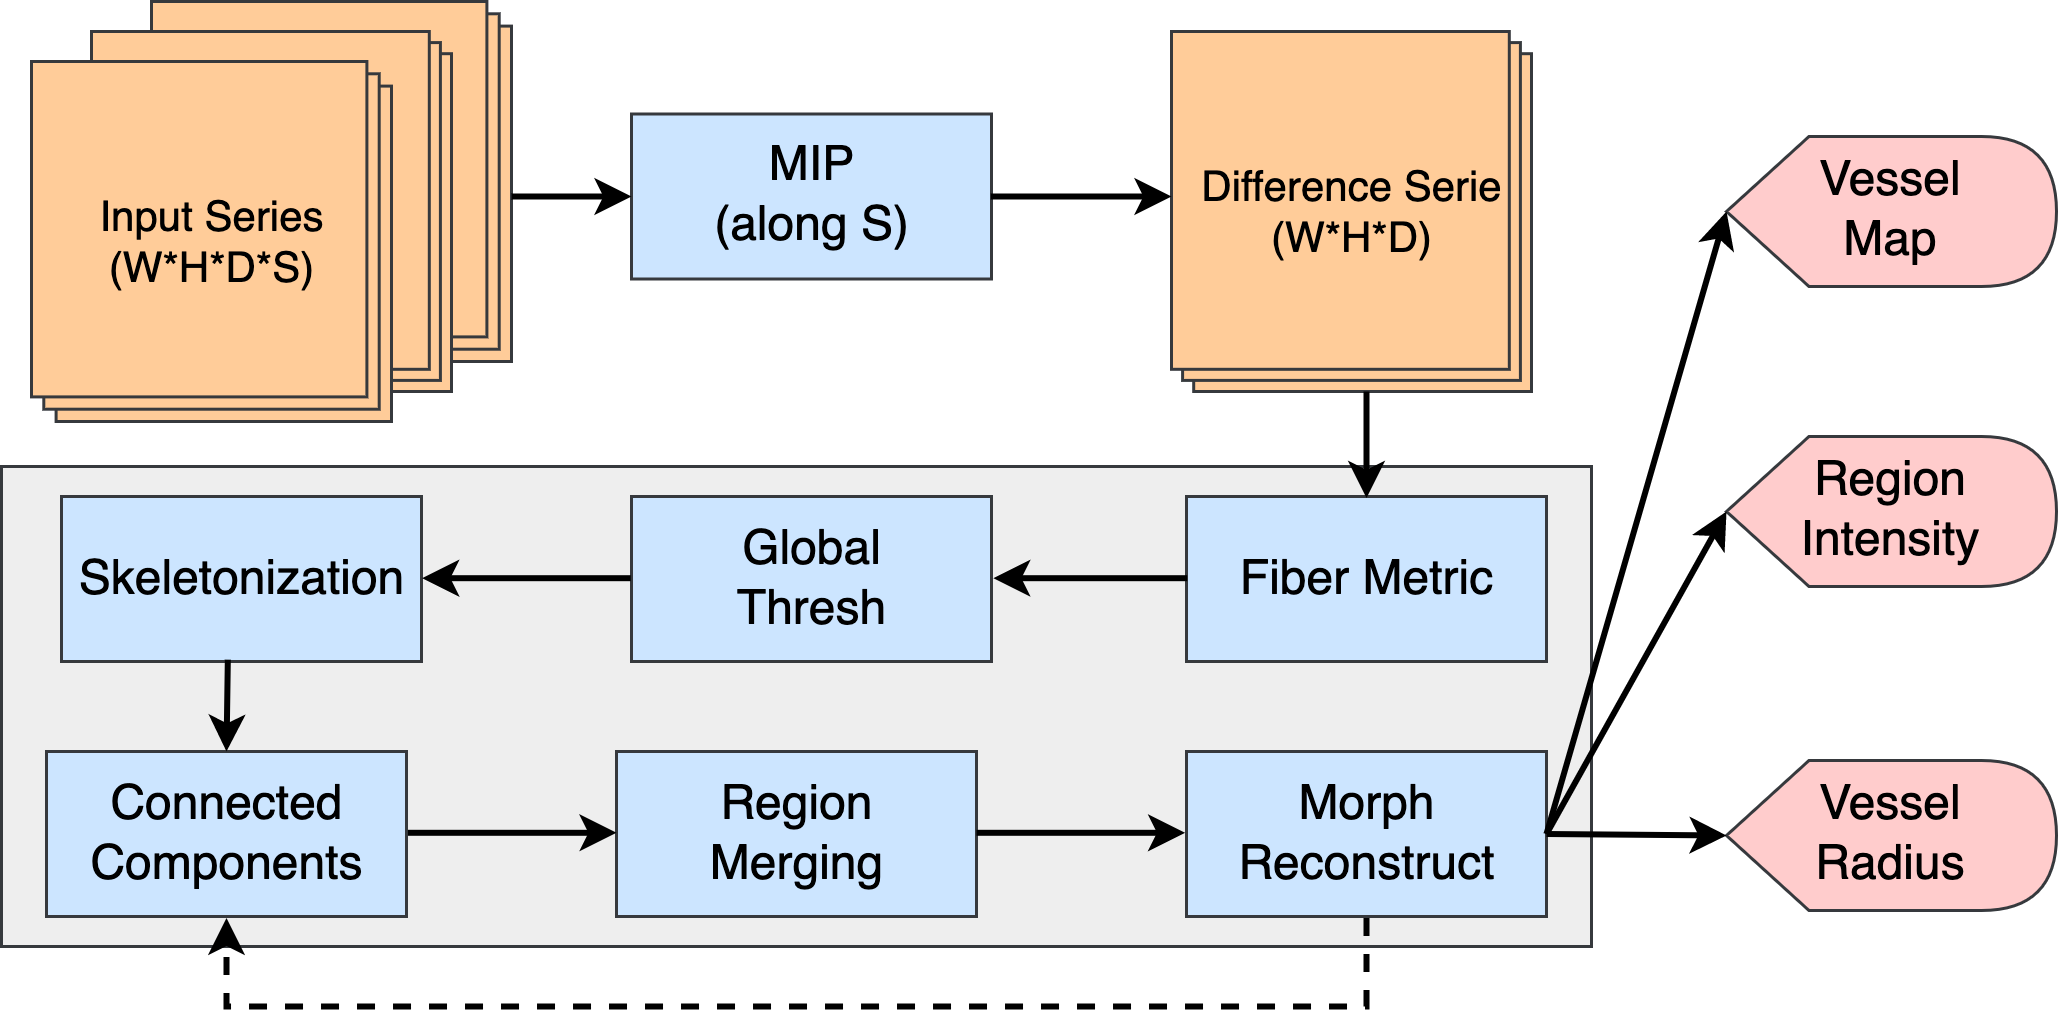 Input Series
(W*H*D*S)
MIP
(along S)
Difference Serie
(W*H*D)
Vessel
Map
Region
Intensity
Vessel
Radius
Fiber Metric
Global
Thresh
Skeletonization
Connected
Components
Region
Merging
Morph
Reconstruct